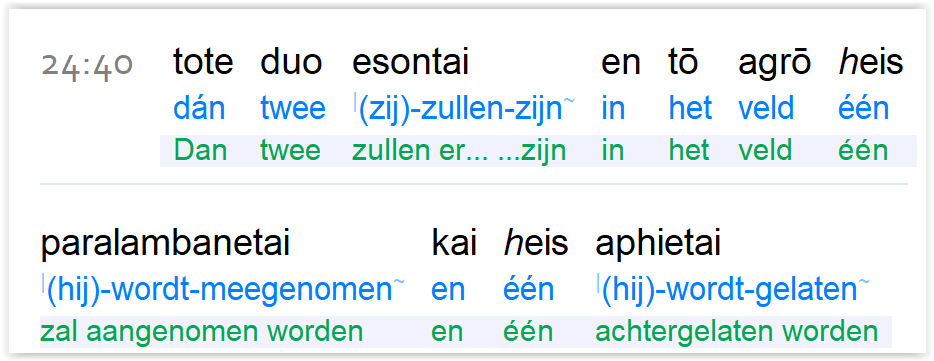 24:40 tote duo esontai en tō agrō heis
dán twee |(zij)-zullen-zijn~ in het veld één
Dan twee zullen er... ...zijn in het veld één
paralambanetai kai heis aphietai
|(hij)-wordt-meegenomen~ en één |(hij)-wordt-gelaten~
zal aangenomen worden en één achtergelaten worden